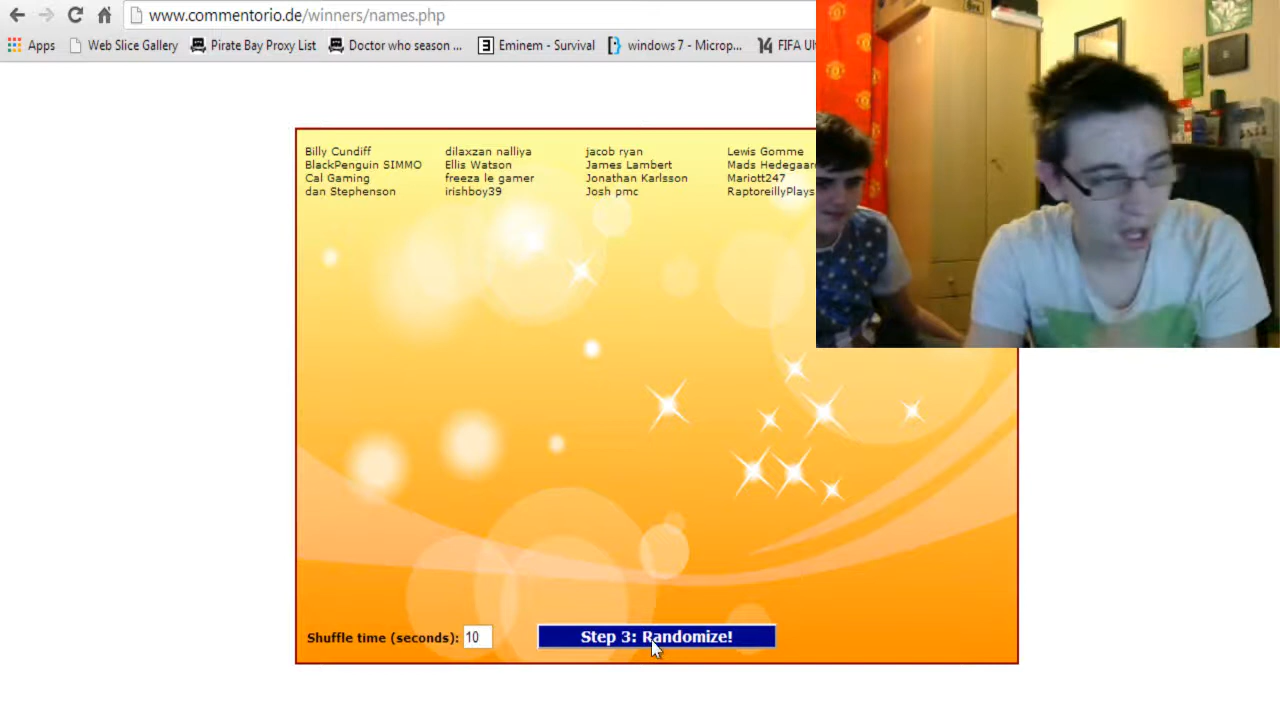 www.commentorio.de/winners/names.php
Apps Web Slice Gallery Pirate Bay Proxy List Doctor who season ... Eminem - Survival windows 7 - Microp... 14 FIFA Ul
Billy Cundiff dilaxzan nalliya jacob ryan Lewis Gomme
BlackPenguin SIMMO Ellis Watson James Lambert Mads Hedegaar
Cal Gaming freeza le gamer Jonathan Karlsson Mariott247
dan Stephenson irishboy39 Josh pmc RaptoreillyPlays
Shuffle time (seconds): 10 Step 3: Randomize!